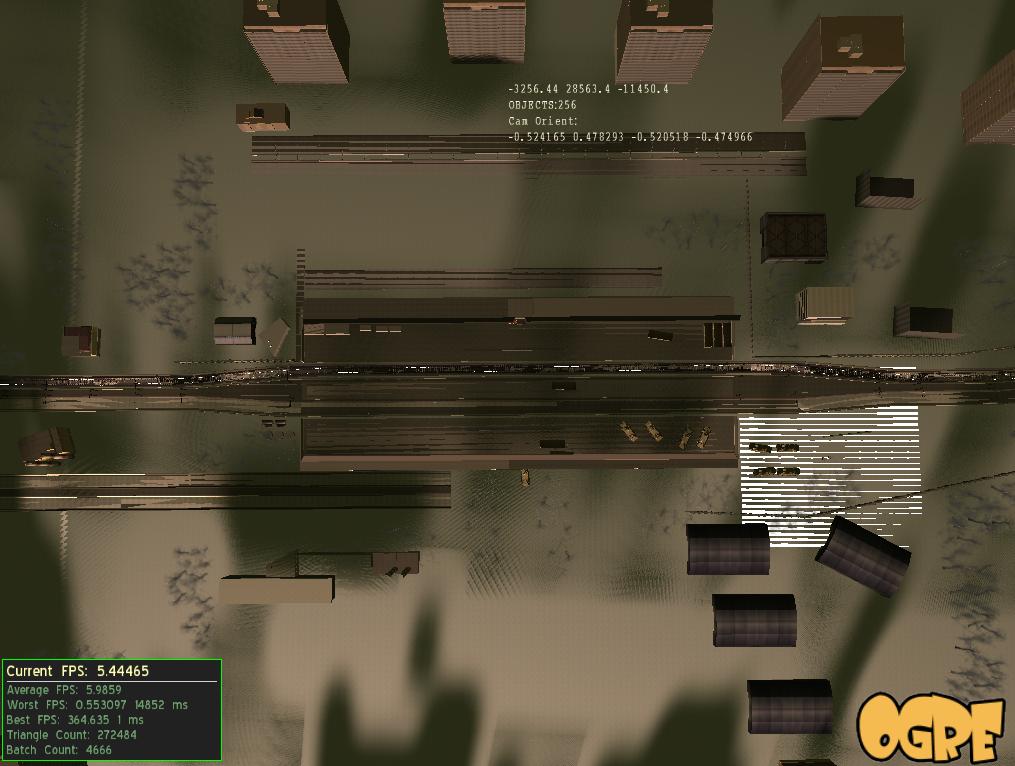 -3256.44 28563.4 -11450.4
OBJECTS:256
Cam Orient:
-0.524165 0.478293 -0.520518 -0.474966
Current FPS: 5.44465
Average FPS: 5.9859
Worst FPS: 0.553097 14852 ms
Best FPS: 364.635 1 ms
Triangle Count: 272484
Batch Count: 4666
OGRE